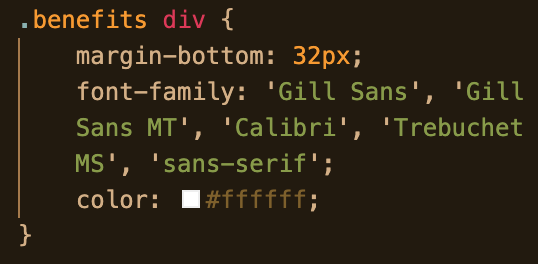 .benefits div {
margin-bottom: 32px;
font-family: 'Gill Sans', 'Gill
Sans MT', 'Calibri', 'Trebuchet
MS', 'sans-serif';
color: #ffffff;
}